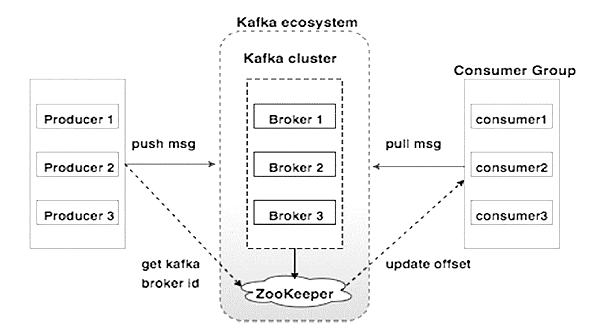 Kafka ecosystem
Kafka cluster
Consumer Group
Producer 1
Producer 2
Producer 3
push msg
Broker 1
Broker 2
Broker 3
pull msg
consumer1
consumer2
consumer3
get kafka
broker id
ZooKeeper
update offset